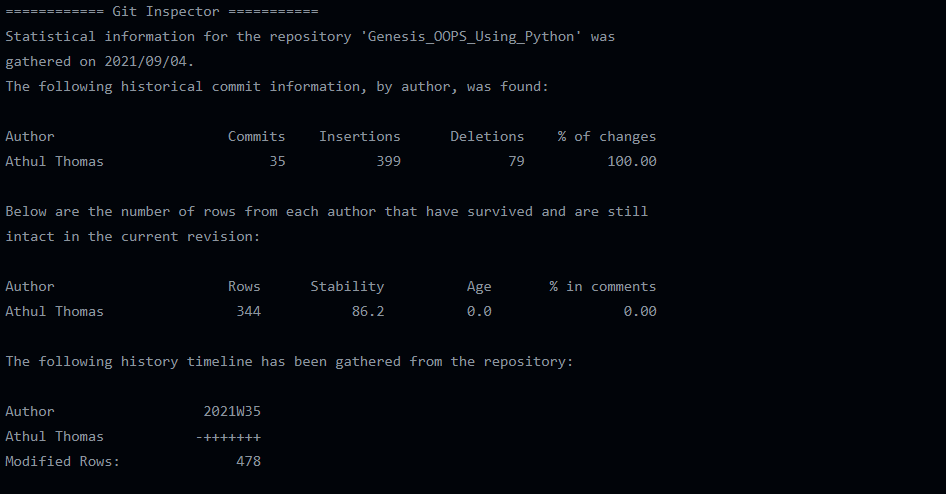 ============ Git Inspector ===========
Statistical information for the repository 'Genesis_OOPS_Using_Python' was
gathered on 2021/09/04.
The following historical commit information, by author, was found:
Author Commits Insertions Deletions % of changes
Athul Thomas 35 399 79 100.00
Below are the number of rows from each author that have survived and are still
intact in the current revision:
Author Rows Stability Age % in comments
Athul Thomas 344 86.2 0.0 0.00
The following history timeline has been gathered from the repository:
Author 2021W35
Athul Thomas -+++++++
Modified Rows: 478